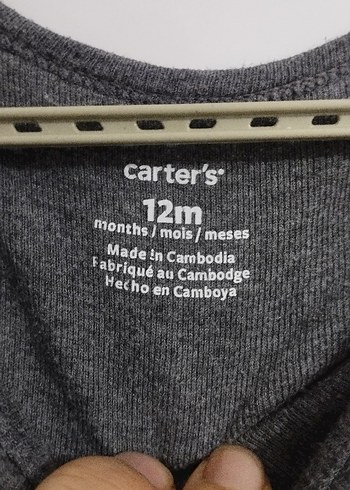 carter's
12m
months / mois / meses
Made in Cambodia
Fabriqué au Cambodge
Hecho en Camboya